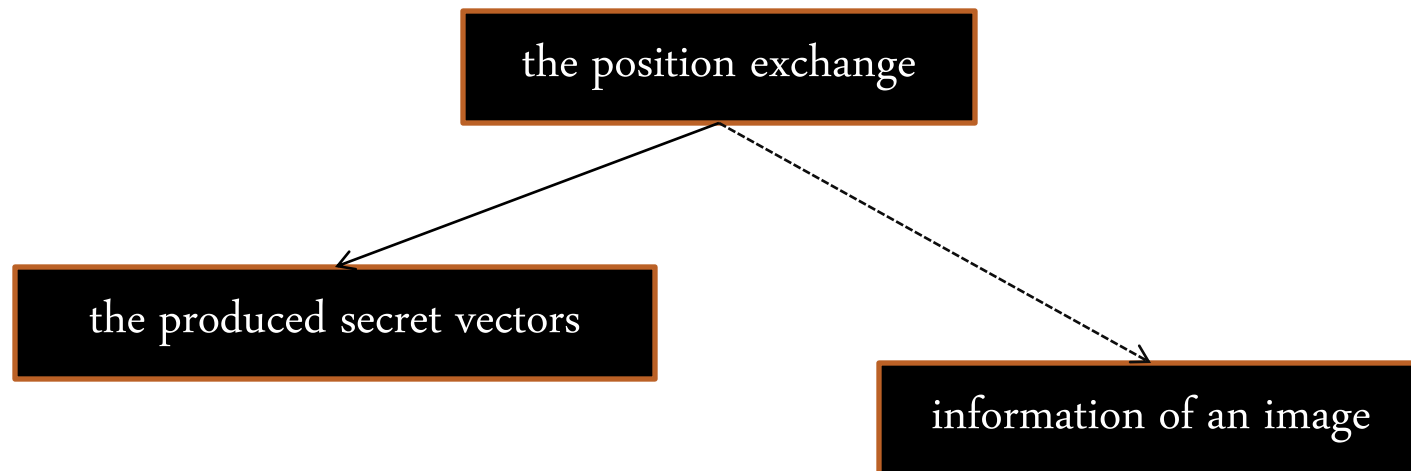 the position exchange
the produced secret vectors
information of an image